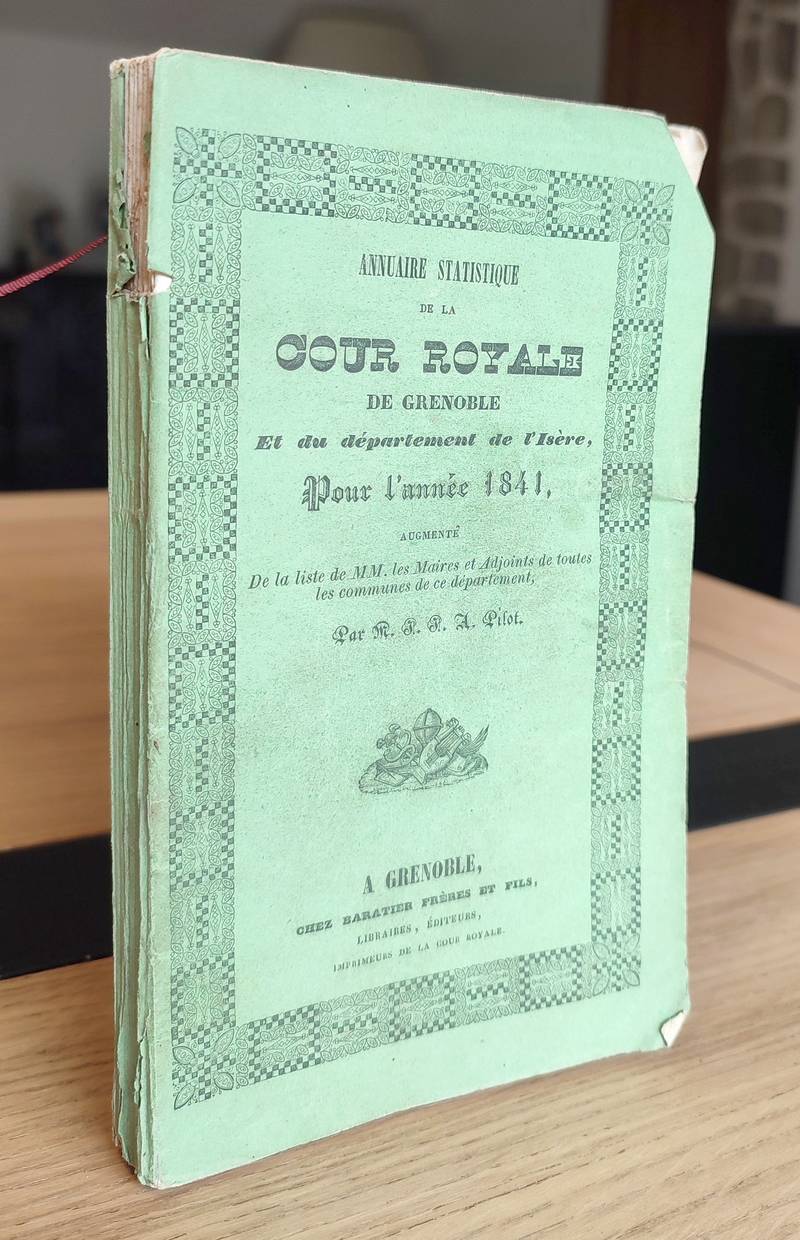 ANNUAIRE STATISTIQUE
DE LA
COUR ROYALE
DE GRENOBLE
Et du département de l'Isère,
Pour l'année 1841,
AUGMENTÉ
De la liste de MM. les Maires et Adjoints de toutes
les communes de ce département,
Par M. J. J. A. Pilot.
A GRENOBLE,
CHEZ BARATIER FRÈRES ET FILS,
LIBRAIRES, ÉDITEURS,
IMPRIMEURS DE LA COUR ROYALE.